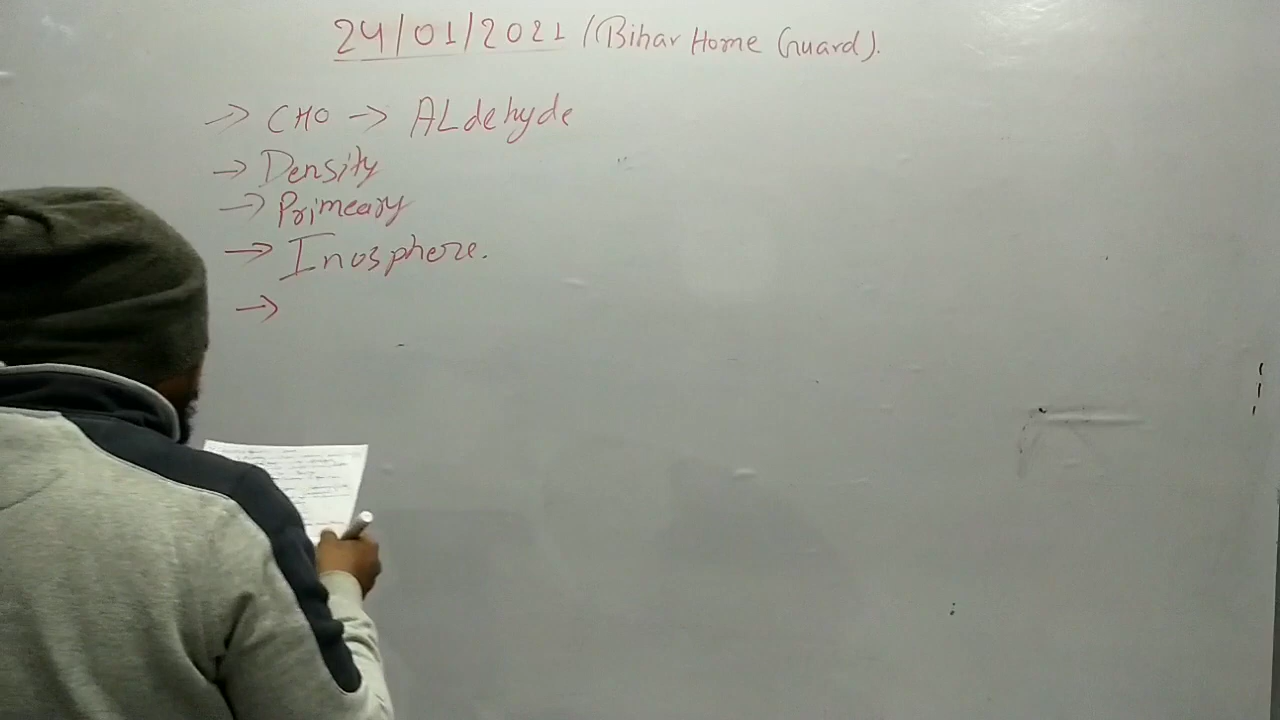 24/01/2021 (Bihar Home Guard).
→ CHO → ALdehyde
→ Density
→ Primeary
→ Inosphere.
→